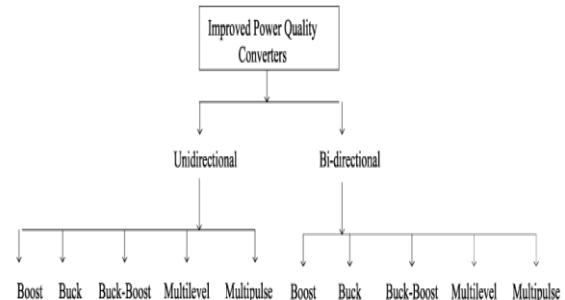 Improved Power Quality
Converters
Unidirectional Bi-directional
Boost Buck Buck-Boost Multilevel Multipulse Boost Buck Buck-Boost Multilevel Multipulse